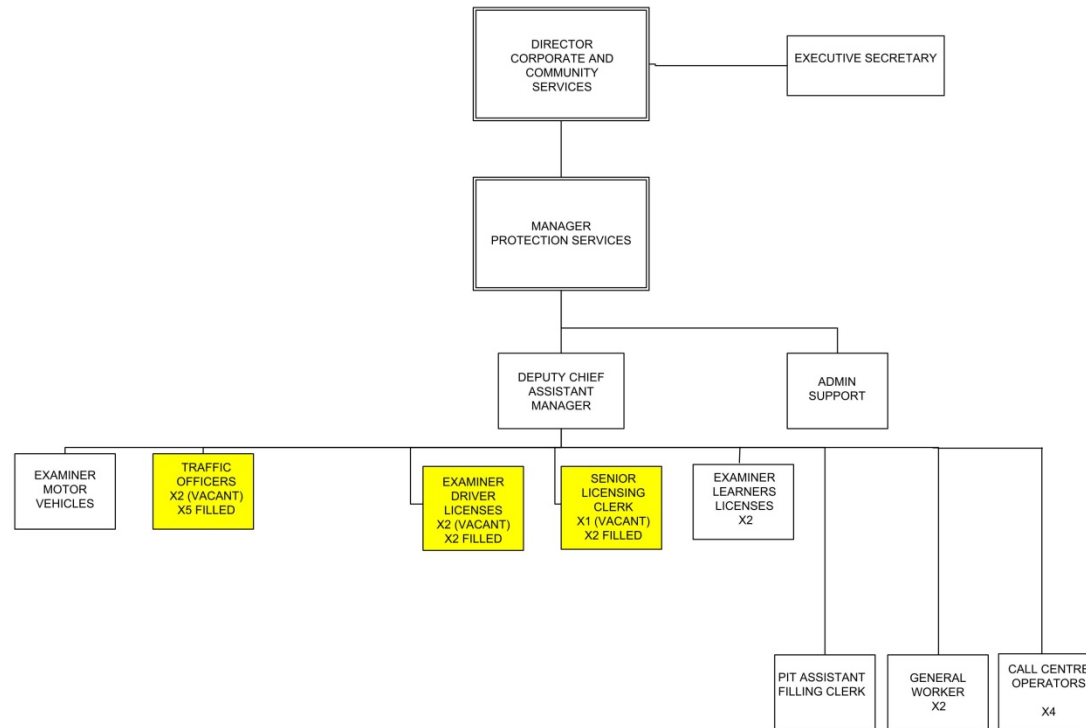 DIRECTOR
CORPORATE AND
COMMUNITY
SERVICES
EXECUTIVE SECRETARY
MANAGER
PROTECTION SERVICES
DEPUTY CHIEF
ASSISTANT
MANAGER
ADMIN
SUPPORT
EXAMINER
MOTOR
VEHICLES
TRAFFIC
OFFICERS
X2 (VACANT)
X5 FILLED
EXAMINER
DRIVER
LICENSES
X2 (VACANT)
X2 FILLED
SENIOR
LICENSING
CLERK
X1 (VACANT)
X2 FILLED
EXAMINER
LEARNERS
LICENSES
X2
PIT ASSISTANT
FILLING CLERK
GENERAL
WORKER
X2
CALL CENTRE
OPERATORS
X4